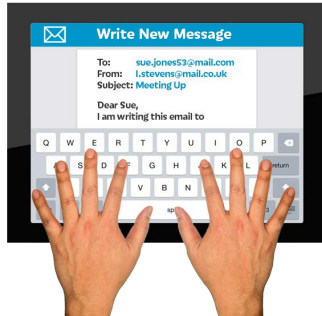 Write New Message
To: sue.jones53@mail.com
From: l.stevens@mail.co.uk
Subject: Meeting Up
Dear Sue,
I am writing this email to
Q W E R T Y U I O P
S D F G H K L return
V B N
sp